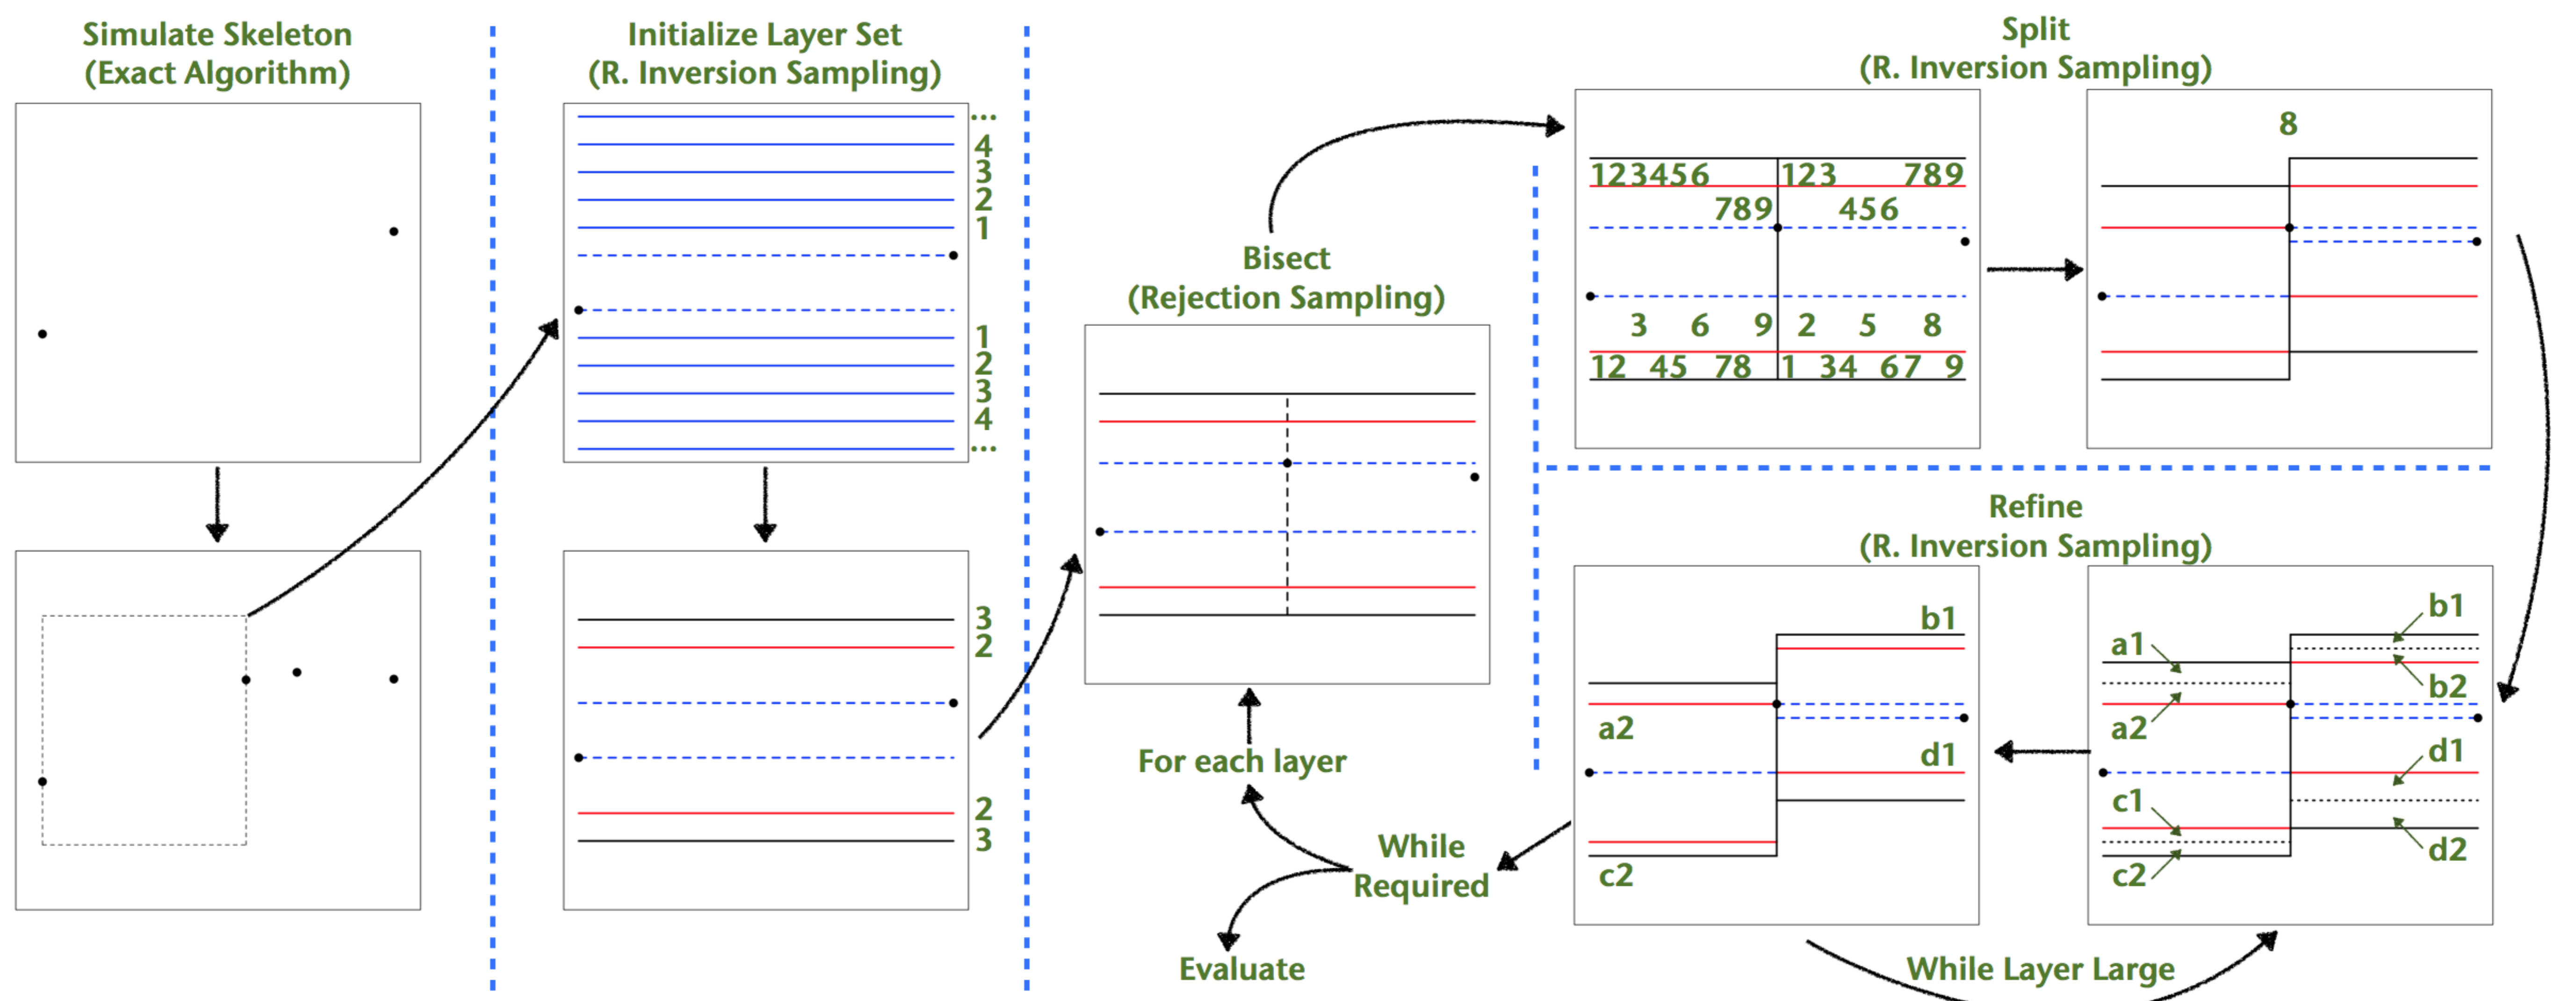 Simulate Skeleton
(Exact Algorithm)
Initialize Layer Set
(R. Inversion Sampling)
...
4
3
2
1
1
2
3
4
...
3
2
2
3
Bisect
(Rejection Sampling)
For each layer
While
Required
Evaluate
Split
(R. Inversion Sampling)
123456 123 789
789 456
3 6 9 2 5 8
12 45 78 1 34 67 9
8
Refine
(R. Inversion Sampling)
b1
a2
d1
c2
b1
a1
b2
a2
d1
c1
d2
c2
While Layer Large